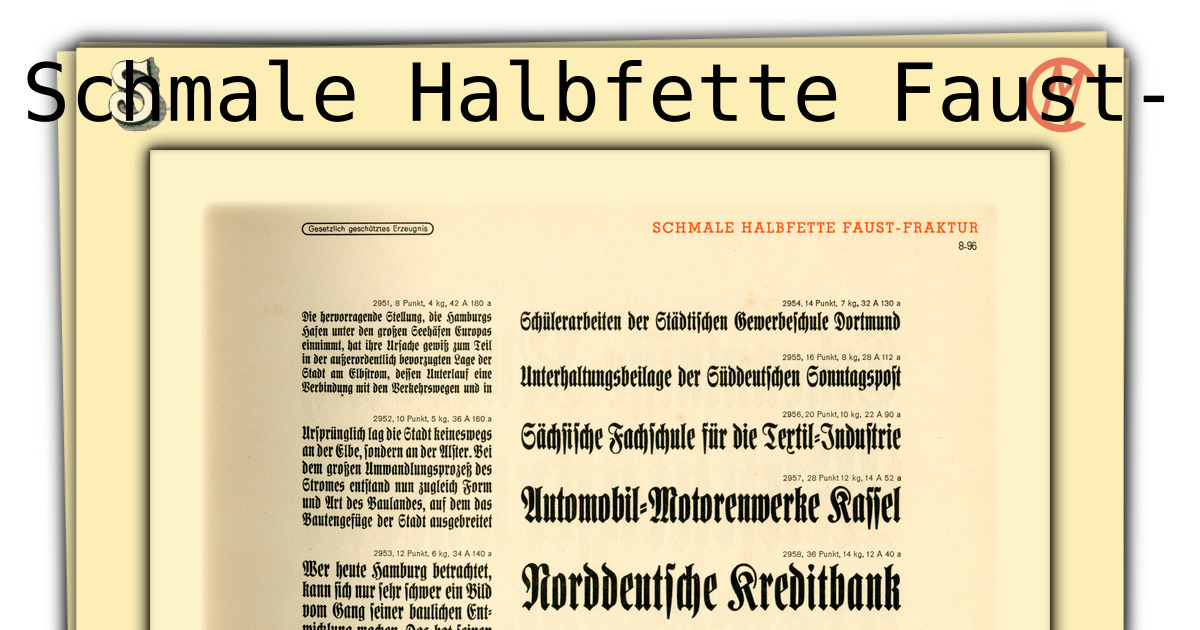 Schmale Halbfette Faust-
Gesetzlich geschütztes Erzeugnis
SCHMALE HALBFETTE FAUST-FRAKTUR
8-96
2951, 8 Punkt, 4 kg, 42 A 180 a
Die hervorragende Stellung, die Hamburgs
Hafen unter den großen Seehäfen Europas
einnimmt, hat ihre Ursache gewiß zum Teil
in der außerordentlich bevorzugten Lage der
Stadt am Elbſtrom, deſſen Unterlauf eine
Verbindung mit den Verkehrswegen und in
2952, 10 Punkt, 5 kg, 36 A 160 a
Urſprünglich lag die Stadt keineswegs
an der Elbe, ſondern an der Alſter. Bei
dem großen Umwandlungsprozeß des
Stromes entſtand nun zugleich Form
und Art des Baulandes, auf dem das
Bautengefüge der Stadt ausgebreitet
2953, 12 Punkt, 6 kg, 34 A 140 a
Wer heute Hamburg betrachtet,
kann ſich nur ſehr ſchwer ein Bild
vom Gang ſeiner baulichen Ent-
wicklung machen. Das hat ſeinen
2954, 14 Punkt, 7 kg, 32 A 130 a
Schülerarbeiten der Städtiſchen Gewerbeſchule Dortmund
2955, 16 Punkt, 8 kg, 28 A 112 a
Unterhaltungsbeilage der Süddeutſchen Sonntagspoſt
2956, 20 Punkt, 10 kg, 22 A 90 a
Sächſiſche Fachſchule für die Textil-Induſtrie
2957, 28 Punkt 12 kg, 14 A 52 a
Automobil-Motorenwerke Kaſſel
2958, 36 Punkt, 14 kg, 12 A 40 a
Norddeutſche Kreditbank